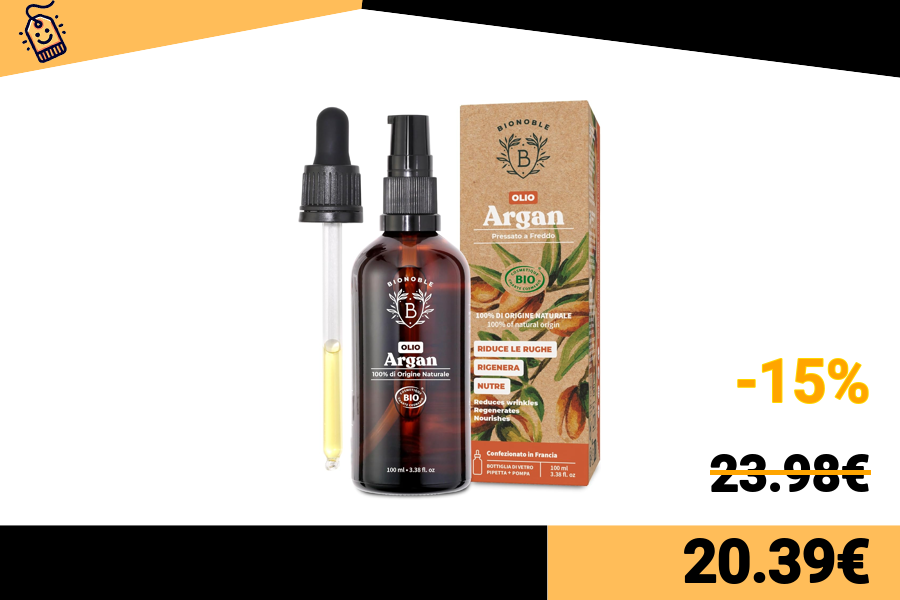 BIONOBLE
B
OLIO
Argan
Pressato a Freddo
BIO
100% DI ORIGINE NATURALE
100% of natural origin
RIDUCE LE RUGHE
RIGENERA
NUTRE
Reduces wrinkles
Regenerates
Nourishes
Confezionato in Francia
BOTTIGLIA DI VETRO
PIPETTA + POMPA
100 ml
3.38 fl. oz
BIONOBLE
B
OLIO
Argan
100% di Origine Naturale
BIO
100 ml • 3.38 fl. oz
-15%
23.98€
20.39€